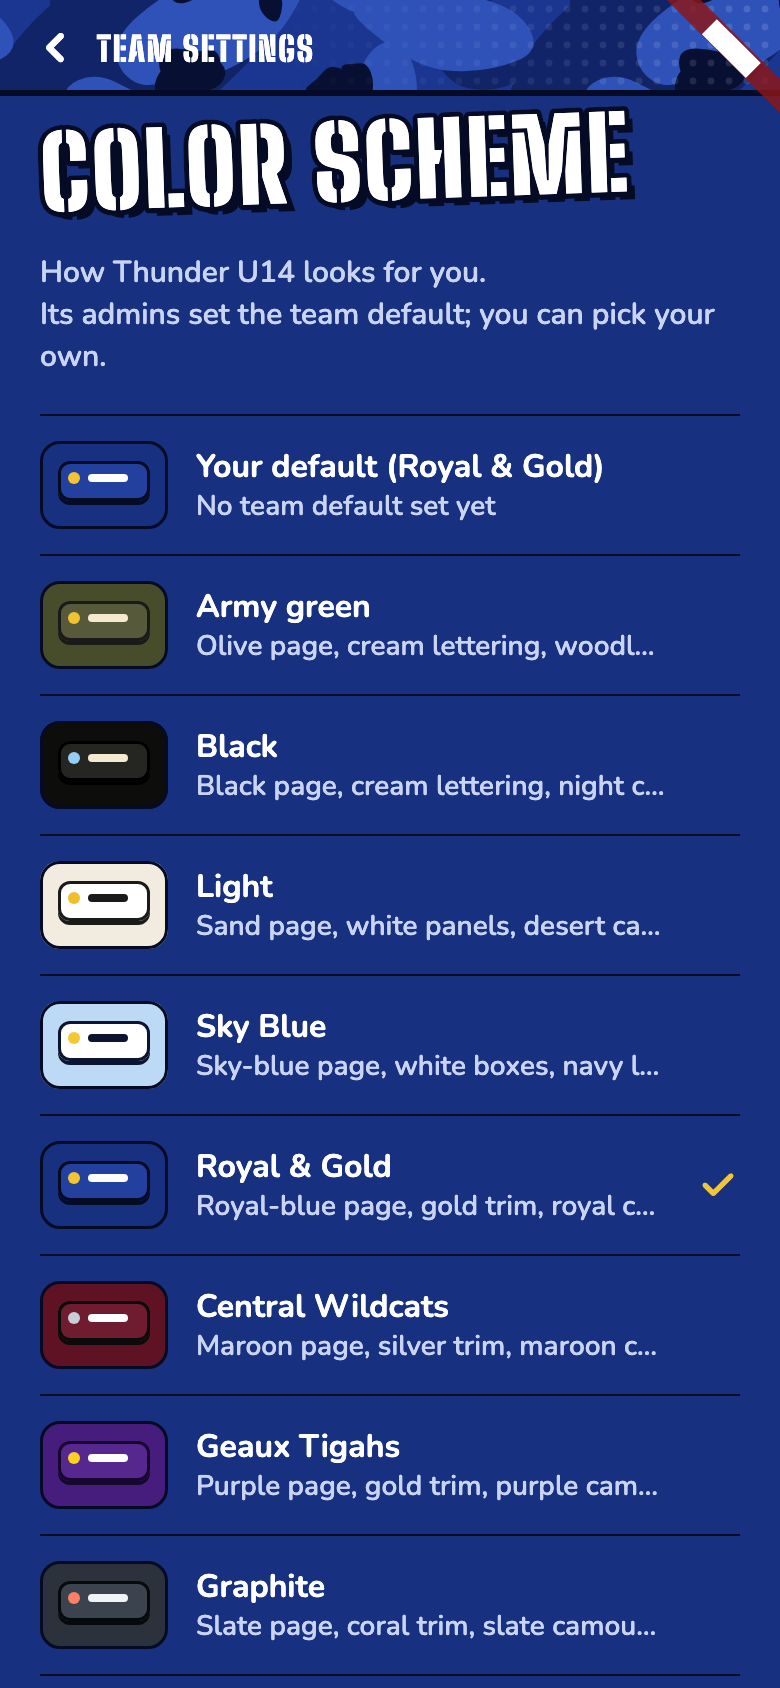 TEAM SETTINGS
COLOR SCHEME
How Thunder U14 looks for you.
Its admins set the team default; you can pick your
own.
Your default (Royal & Gold)
No team default set yet
Army green
Olive page, cream lettering, woodl...
Black
Black page, cream lettering, night c...
Light
Sand page, white panels, desert ca...
Sky Blue
Sky-blue page, white boxes, navy l...
Royal & Gold
Royal-blue page, gold trim, royal c...
Central Wildcats
Maroon page, silver trim, maroon c...
Geaux Tigahs
Purple page, gold trim, purple cam...
Graphite
Slate page, coral trim, slate camou...